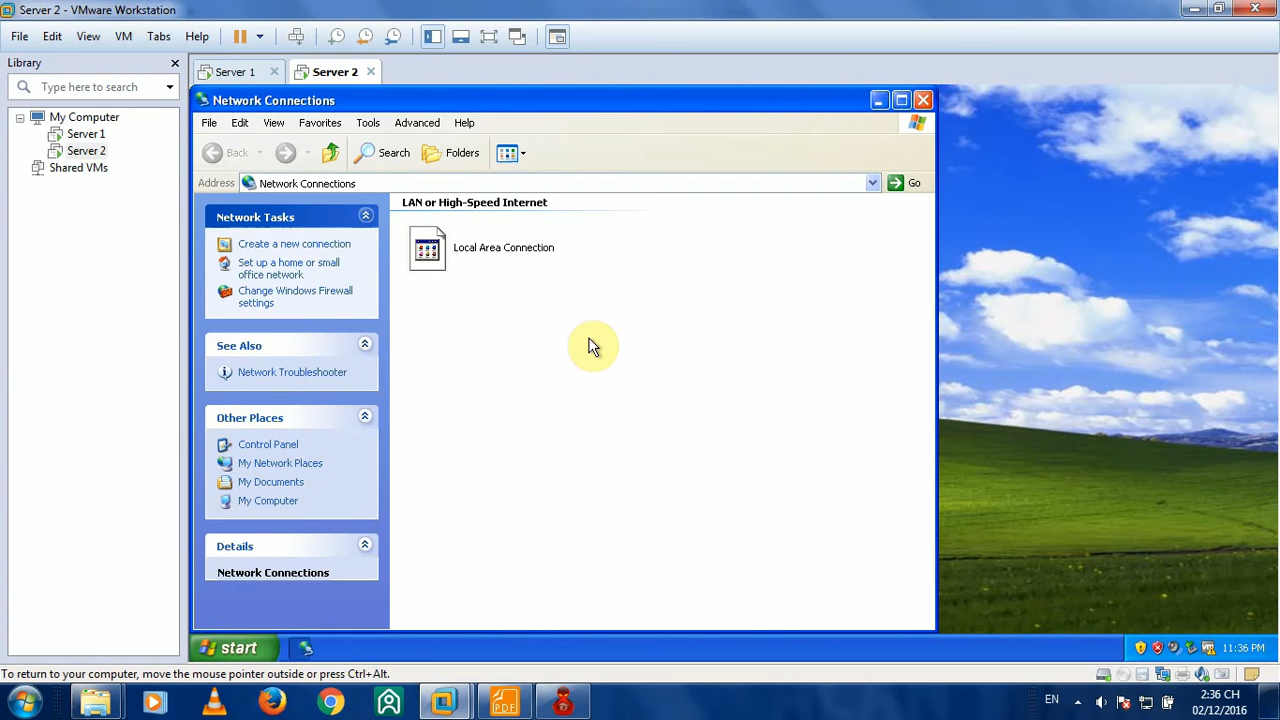 Server 2 - VMware Workstation
File Edit View VM Tabs Help
Library
Type here to search
My Computer
Server 1
Server 2
Shared VMs
Server 1
Server 2
Network Connections
File Edit View Favorites Tools Advanced Help
Back Search Folders
Address Network Connections Go
Network Tasks
Create a new connection
Set up a home or small
office network
Change Windows Firewall
settings
See Also
Network Troubleshooter
Other Places
Control Panel
My Network Places
My Documents
My Computer
Details
Network Connections
LAN or High-Speed Internet
Local Area Connection
start
11:36 PM
To return to your computer, move the mouse pointer outside or press Ctrl+Alt.
PDF
EN
2:36 CH
02/12/2016